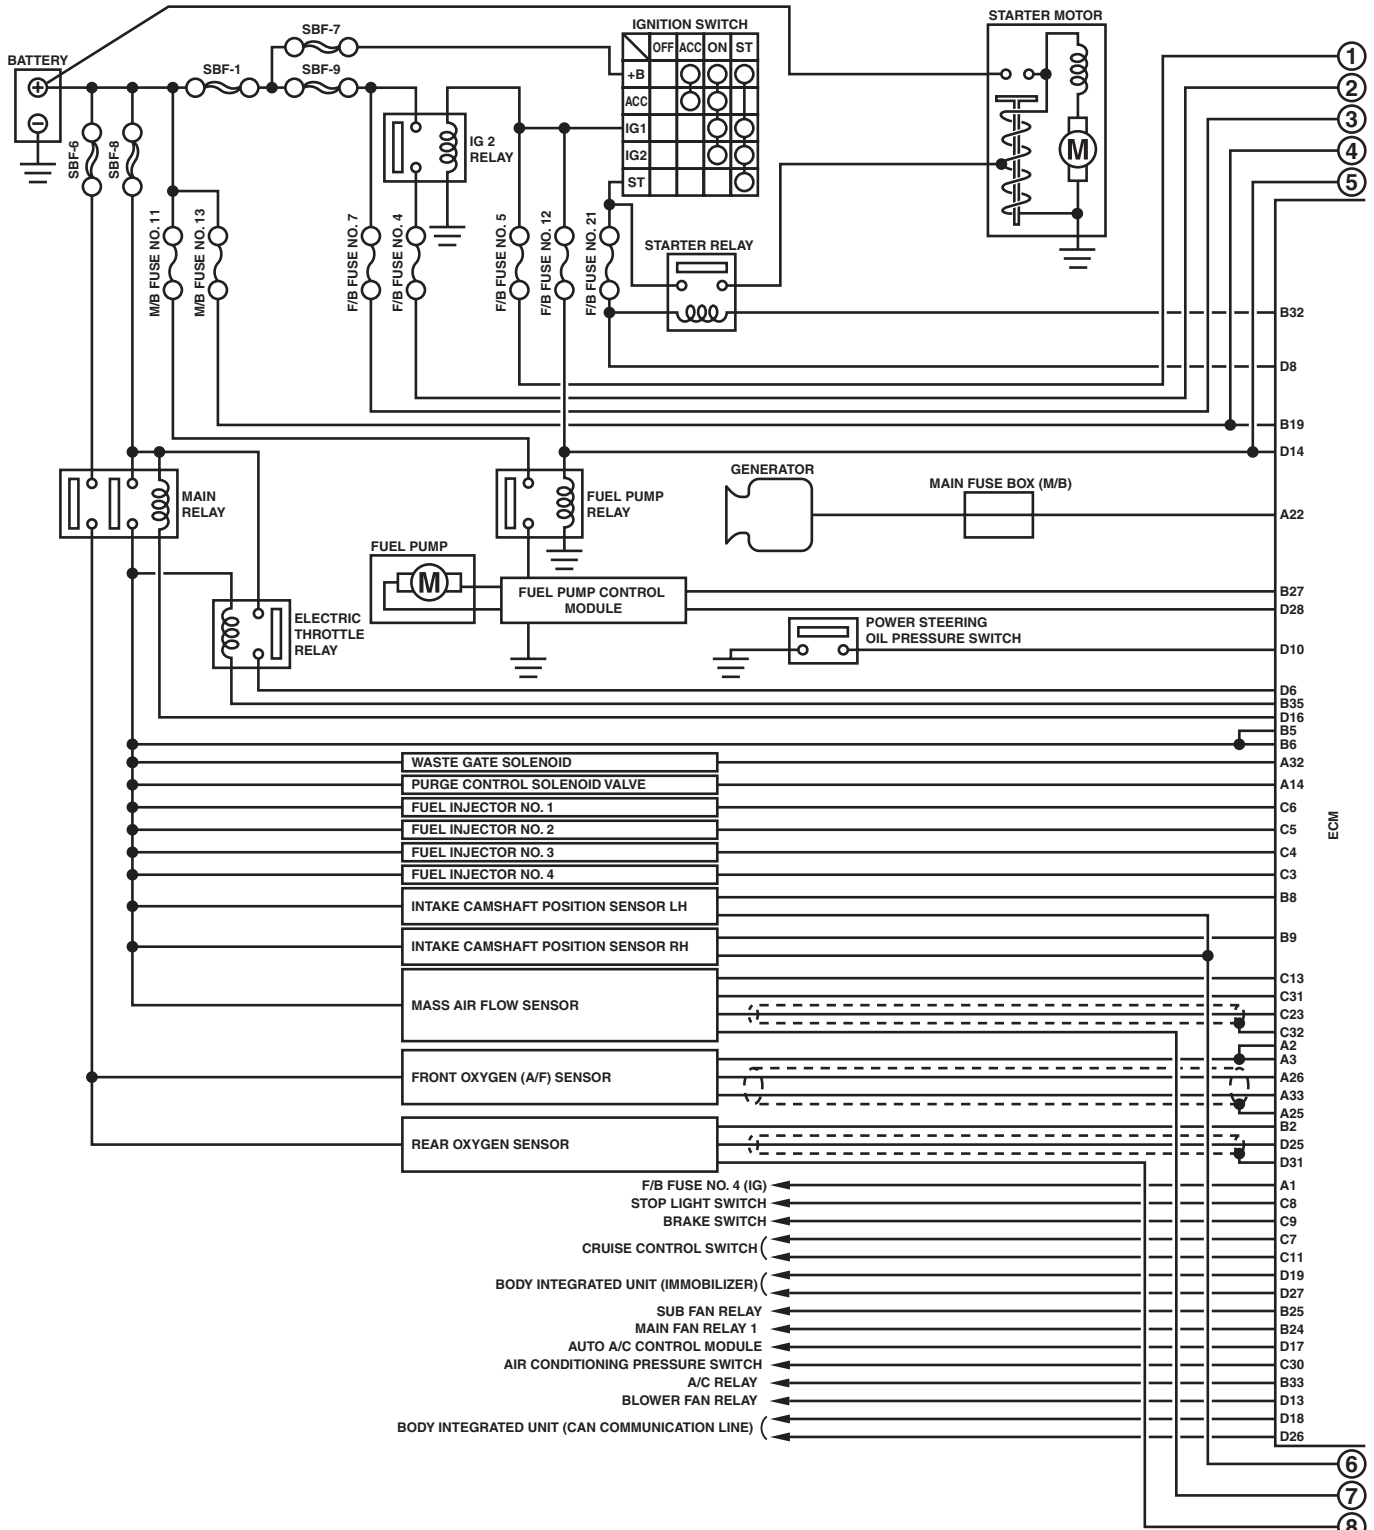 SBF-7
IGNITION SWITCH
STARTER MOTOR
BATTERY
OFF ACC ON ST
SBF-1
SBF-9
+B
ACC
IG1
IG2
ST
1
2
3
4
5
IG 2
RELAY
M
SBF-6
SBF-8
M/B FUSE NO. 11
M/B FUSE NO. 13
F/B FUSE NO. 7
F/B FUSE NO. 4
F/B FUSE NO. 5
F/B FUSE NO. 12
F/B FUSE NO. 21
STARTER RELAY
B32
D8
B19
D14
MAIN
RELAY
FUEL PUMP
RELAY
GENERATOR
MAIN FUSE BOX (M/B)
A22
FUEL PUMP
M
FUEL PUMP CONTROL
MODULE
B27
D28
ELECTRIC
THROTTLE
RELAY
POWER STEERING
OIL PRESSURE SWITCH
D10
D6
B35
D16
B5
B6
WASTE GATE SOLENOID
A32
PURGE CONTROL SOLENOID VALVE
A14
FUEL INJECTOR NO. 1
C6
FUEL INJECTOR NO. 2
C5
ECM
FUEL INJECTOR NO. 3
C4
FUEL INJECTOR NO. 4
C3
INTAKE CAMSHAFT POSITION SENSOR LH
B8
INTAKE CAMSHAFT POSITION SENSOR RH
B9
MASS AIR FLOW SENSOR
C13
C31
C23
C32
A2
A3
FRONT OXYGEN (A/F) SENSOR
A26
A33
A25
B2
REAR OXYGEN SENSOR
D25
D31
F/B FUSE NO. 4 (IG)
A1
STOP LIGHT SWITCH
C8
BRAKE SWITCH
C9
CRUISE CONTROL SWITCH
C7
C11
BODY INTEGRATED UNIT (IMMOBILIZER)
D19
D27
SUB FAN RELAY
B25
MAIN FAN RELAY 1
B24
AUTO A/C CONTROL MODULE
D17
AIR CONDITIONING PRESSURE SWITCH
C30
A/C RELAY
B33
BLOWER FAN RELAY
D13
BODY INTEGRATED UNIT (CAN COMMUNICATION LINE)
D18
D26
6
7
8